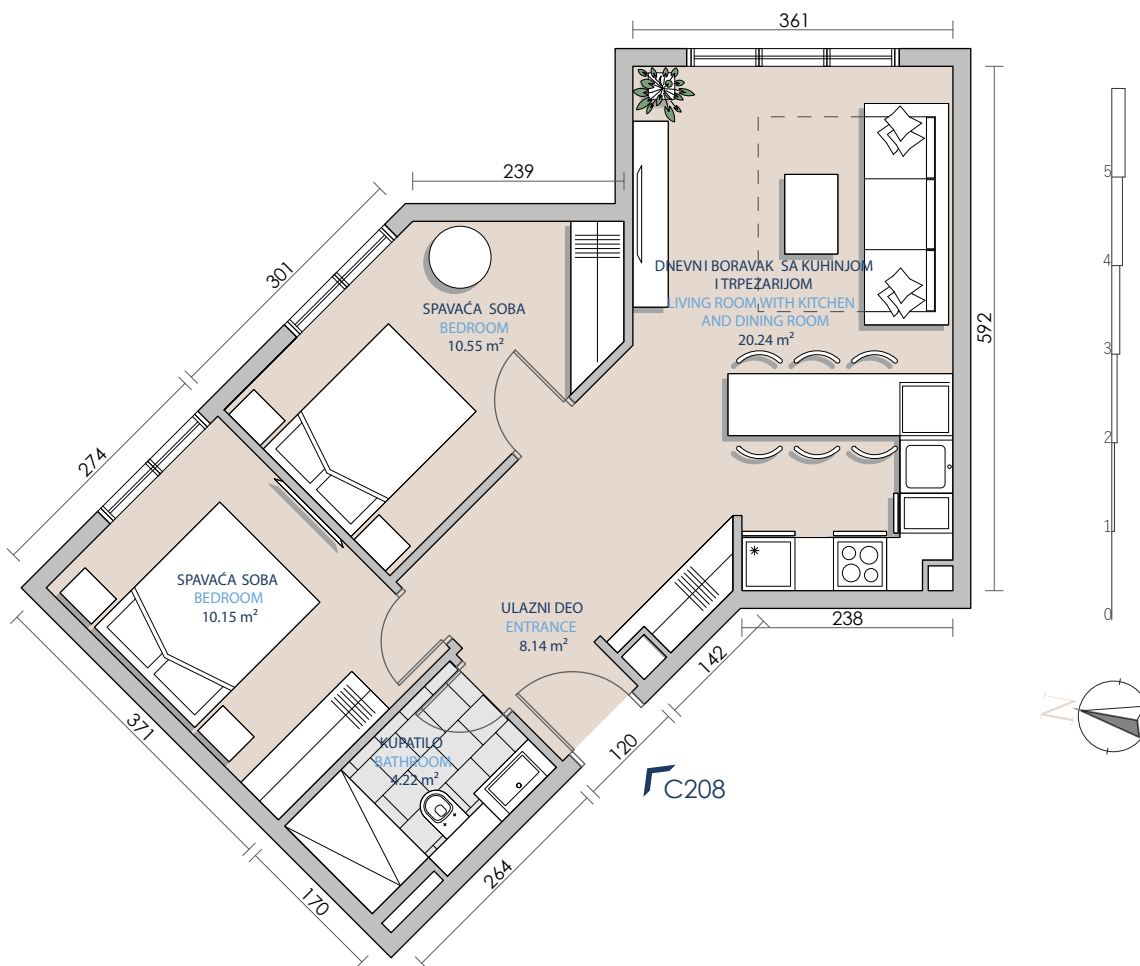 361
239
301
274
592
DNEVNI BORAVAK SA KUHINJOM
I TRPEZARIJOM
LIVING ROOM WITH KITCHEN
AND DINING ROOM
20.24 m²
SPAVAĆA SOBA
BEDROOM
10.55 m²
SPAVAĆA SOBA
BEDROOM
10.15 m²
ULAZNI DEO
ENTRANCE
8.14 m²
KUPATILO
BATHROOM
4.22 m²
238
142
120
264
371
170
C208
5
4
3
2
1
0
N